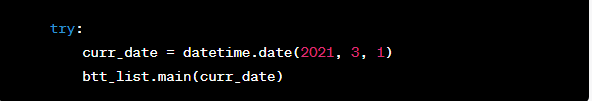 try:
    curr_date = datetime.date(2021, 3, 1)
    btt_list.main(curr_date)